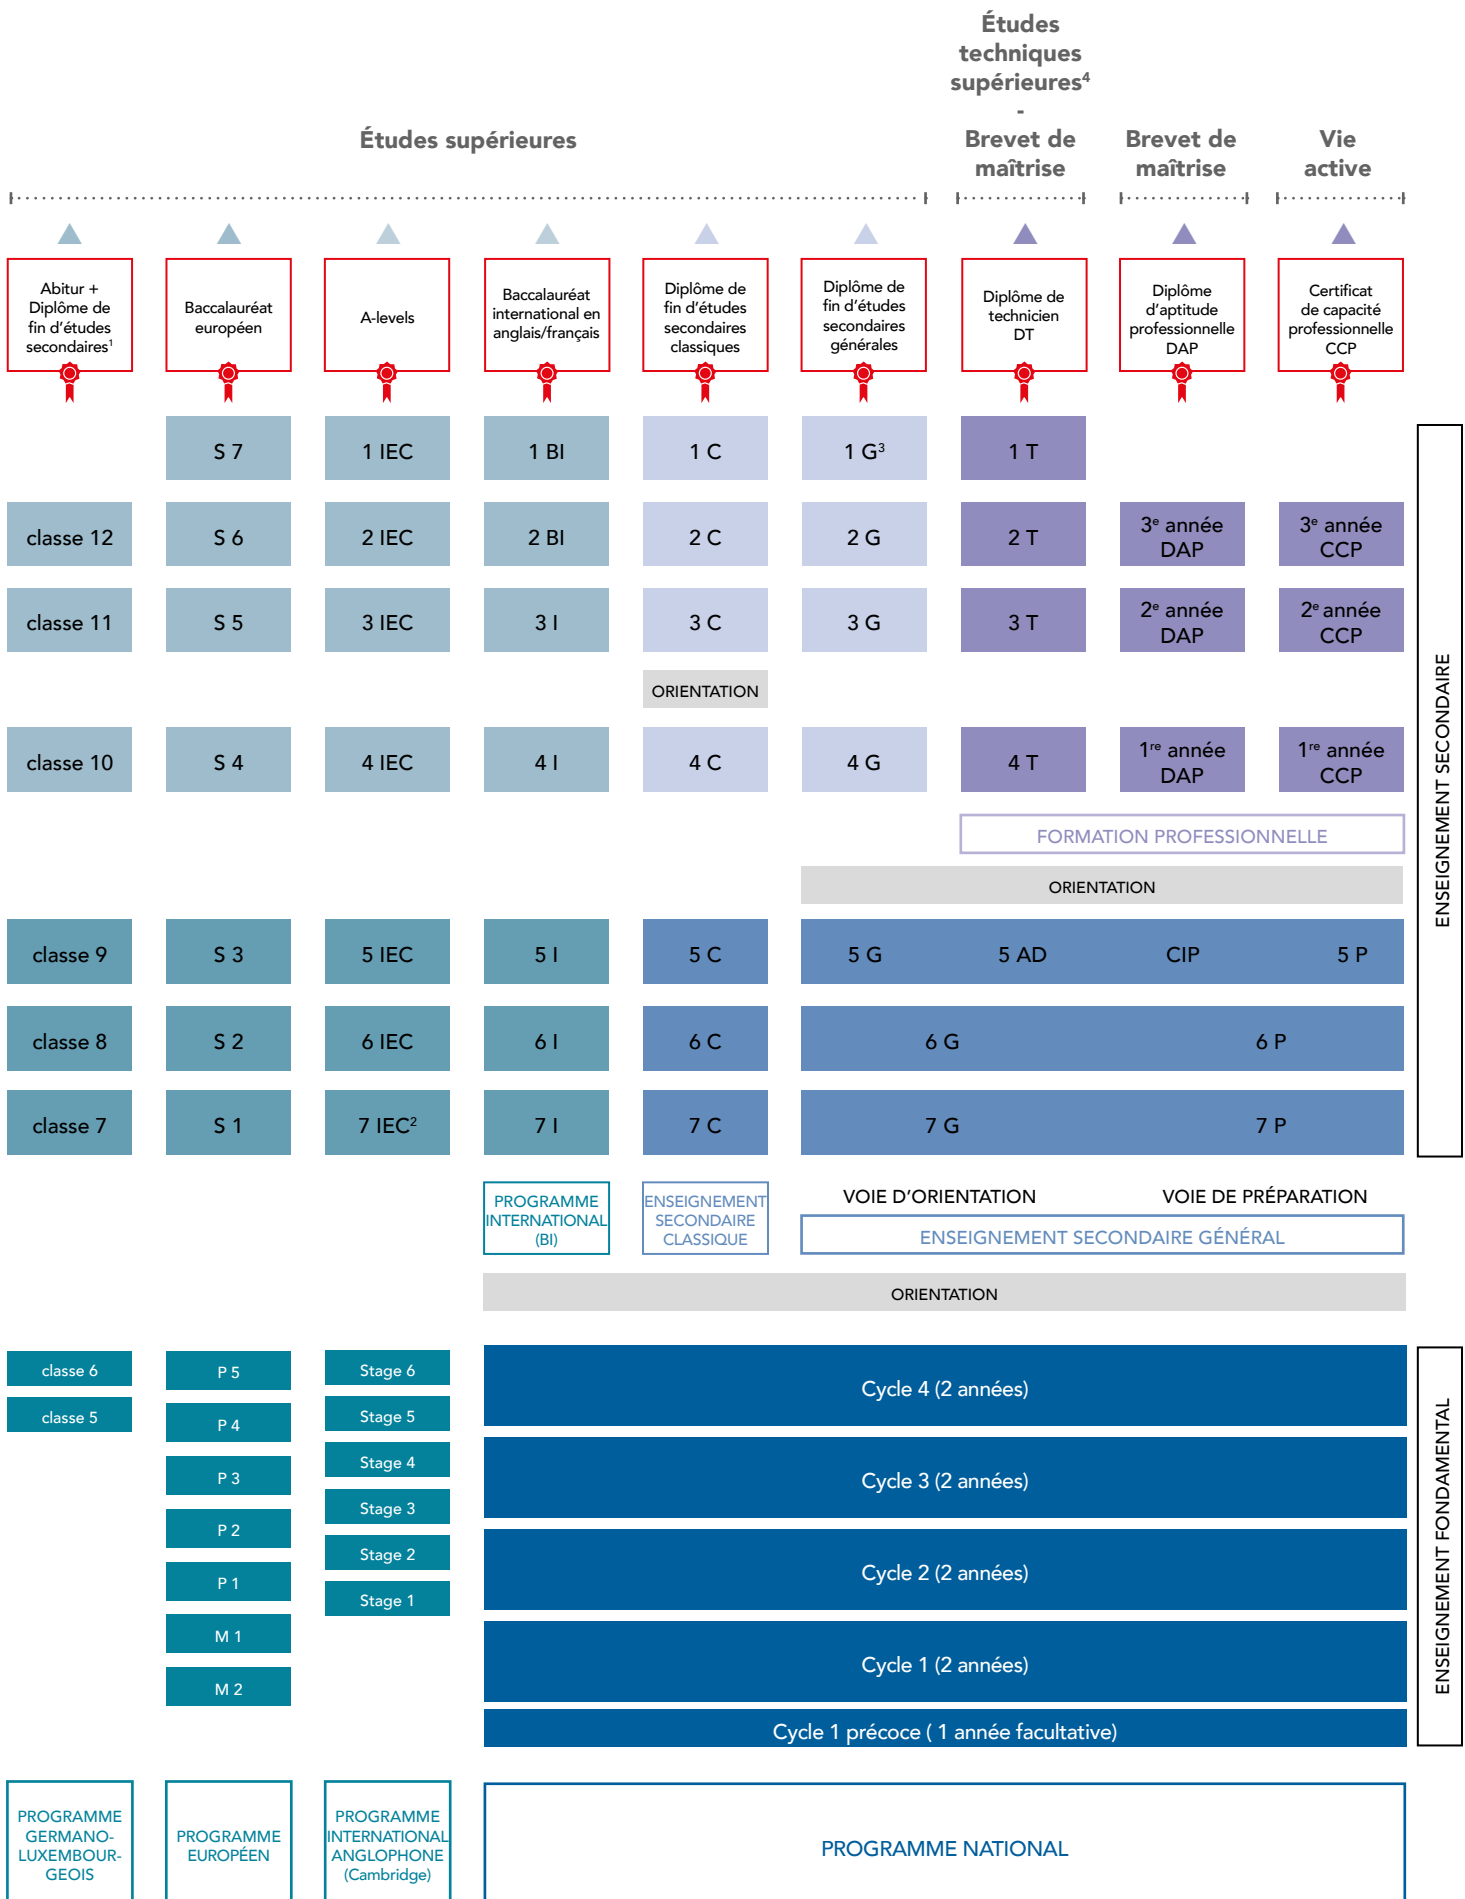 Études
techniques
supérieures⁴
-
Brevet de
maîtrise
Études supérieures
Brevet de
maîtrise
Vie
active
Abitur +
Diplôme de
fin d'études
secondaires¹
Baccalauréat
européen
A-levels
Baccalauréat
international en
anglais/français
Diplôme de
fin d'études
secondaires
classiques
Diplôme de
fin d'études
secondaires
générales
Diplôme de
technicien
DT
Diplôme
d'aptitude
professionnelle
DAP
Certificat
de capacité
professionnelle
CCP
S 7
1 IEC
1 BI
1 C
1 G³
1 T
classe 12
S 6
2 IEC
2 BI
2 C
2 G
2 T
3ᵉ année
DAP
3ᵉ année
CCP
classe 11
S 5
3 IEC
3 I
3 C
3 G
3 T
2ᵉ année
DAP
2ᵉ année
CCP
ORIENTATION
classe 10
S 4
4 IEC
4 I
4 C
4 G
4 T
1ʳᵉ année
DAP
1ʳᵉ année
CCP
FORMATION PROFESSIONNELLE
ORIENTATION
classe 9
S 3
5 IEC
5 I
5 C
5 G
5 AD
CIP
5 P
classe 8
S 2
6 IEC
6 I
6 C
6 G
6 P
classe 7
S 1
7 IEC²
7 I
7 C
7 G
7 P
ENSEIGNEMENT SECONDAIRE
PROGRAMME
INTERNATIONAL
(BI)
ENSEIGNEMENT
SECONDAIRE
CLASSIQUE
VOIE D'ORIENTATION
VOIE DE PRÉPARATION
ENSEIGNEMENT SECONDAIRE GÉNÉRAL
ORIENTATION
classe 6
classe 5
P 5
P 4
P 3
P 2
P 1
M 1
M 2
Stage 6
Stage 5
Stage 4
Stage 3
Stage 2
Stage 1
Cycle 4 (2 années)
Cycle 3 (2 années)
Cycle 2 (2 années)
Cycle 1 (2 années)
Cycle 1 précoce ( 1 année facultative)
ENSEIGNEMENT FONDAMENTAL
PROGRAMME
GERMANO-
LUXEMBOUR-
GEOIS
PROGRAMME
EUROPÉEN
PROGRAMME
INTERNATIONAL
ANGLOPHONE
(Cambridge)
PROGRAMME NATIONAL